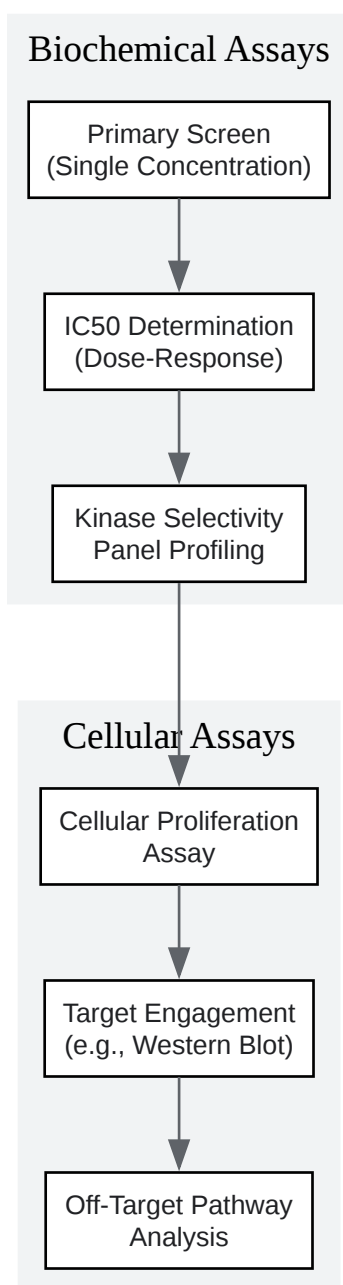 Biochemical Assays
Primary Screen
(Single Concentration)
IC50 Determination
(Dose-Response)
Kinase Selectivity
Panel Profiling
Cellular Assays
Cellular Proliferation
Assay
Target Engagement
(e.g., Western Blot)
Off-Target Pathway
Analysis